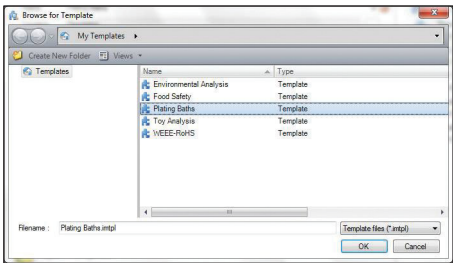 Browse for Template
My Templates
Create New Folder Views
Templates
Name Type
Environmental Analysis Template
Food Safety Template
Plating Baths Template
Toy Analysis Template
WEEE-RoHS Template
Filename : Plating Baths.imtpl Template files (*.imtpl)
OK Cancel